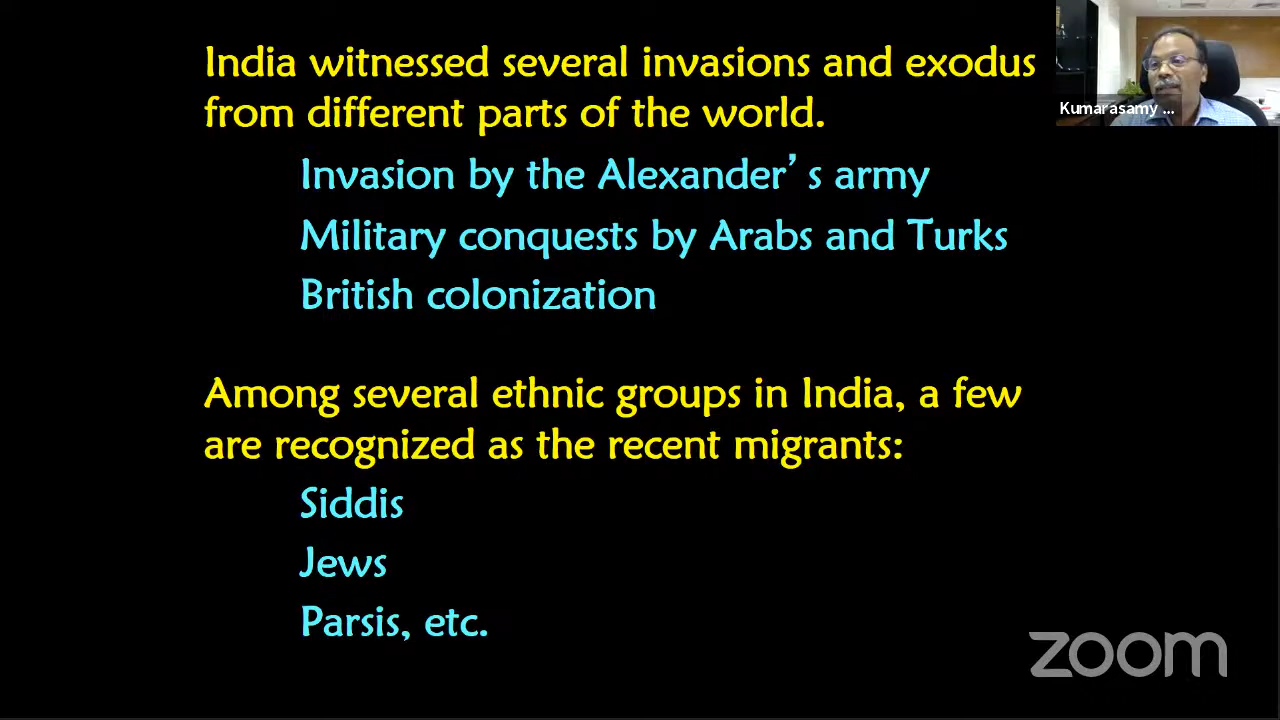 India witnessed several invasions and exodus
from different parts of the world.
Invasion by the Alexander’ s army
Military conquests by Arabs and Turks
British colonization
Among several ethnic groups in India, a few
are recognized as the recent migrants:
Siddis
Jews
Parsis, etc.
Kumarasamy ...
zoom